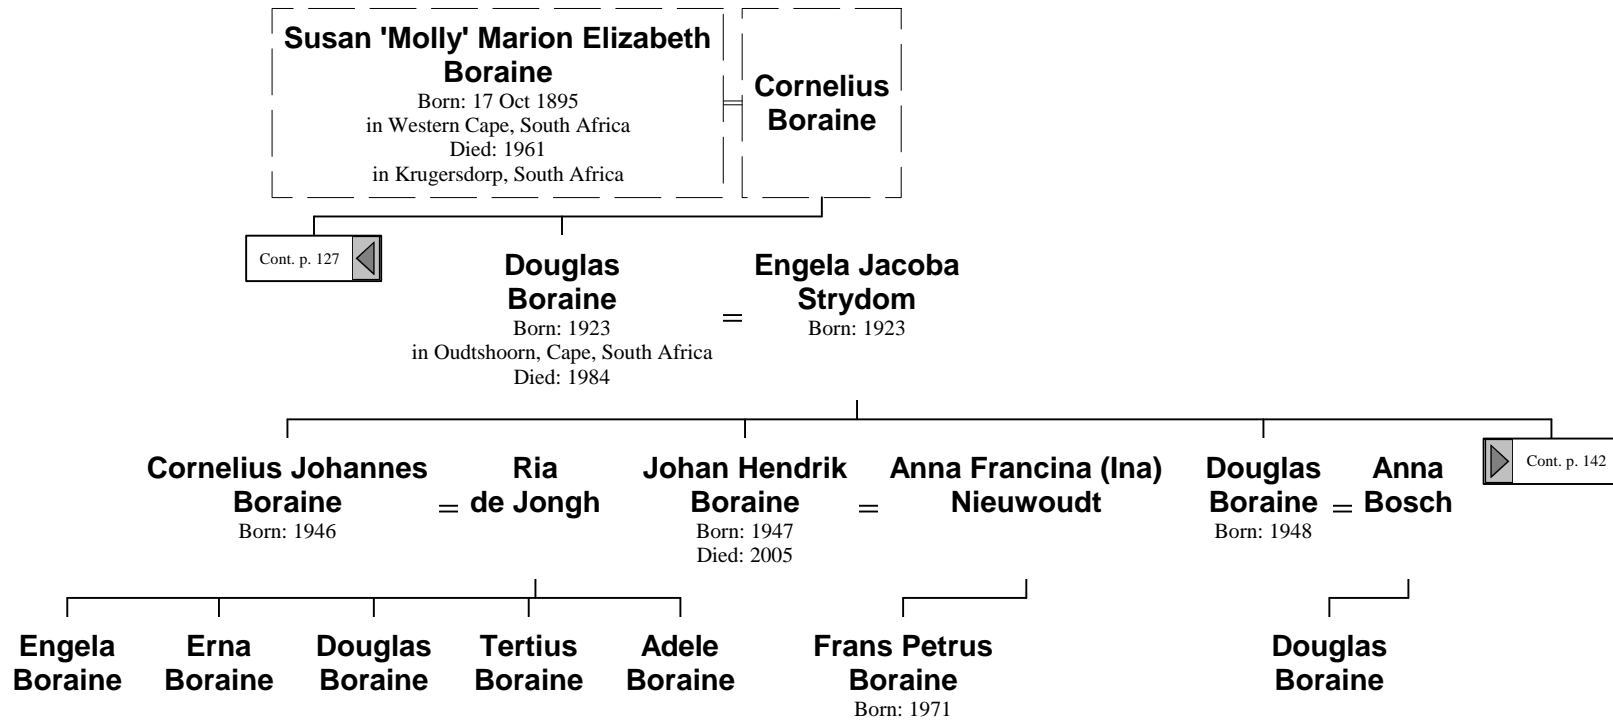 Susan 'Molly' Marion Elizabeth
Boraine
Born: 17 Oct 1895
in Western Cape, South Africa
Died: 1961
in Krugersdorp, South Africa
=
Cornelius
Boraine
Cont. p. 127
Douglas
Boraine
Born: 1923
in Oudtshoorn, Cape, South Africa
Died: 1984
=
Engela Jacoba
Strydom
Born: 1923
Cornelius Johannes
Boraine
Born: 1946
=
Ria
de Jongh
Johan Hendrik
Boraine
Born: 1947
Died: 2005
=
Anna Francina (Ina)
Nieuwoudt
Douglas
Boraine
Born: 1948
=
Anna
Bosch
Cont. p. 142
Engela
Boraine
Erna
Boraine
Douglas
Boraine
Tertius
Boraine
Adele
Boraine
Frans Petrus
Boraine
Born: 1971
Douglas
Boraine